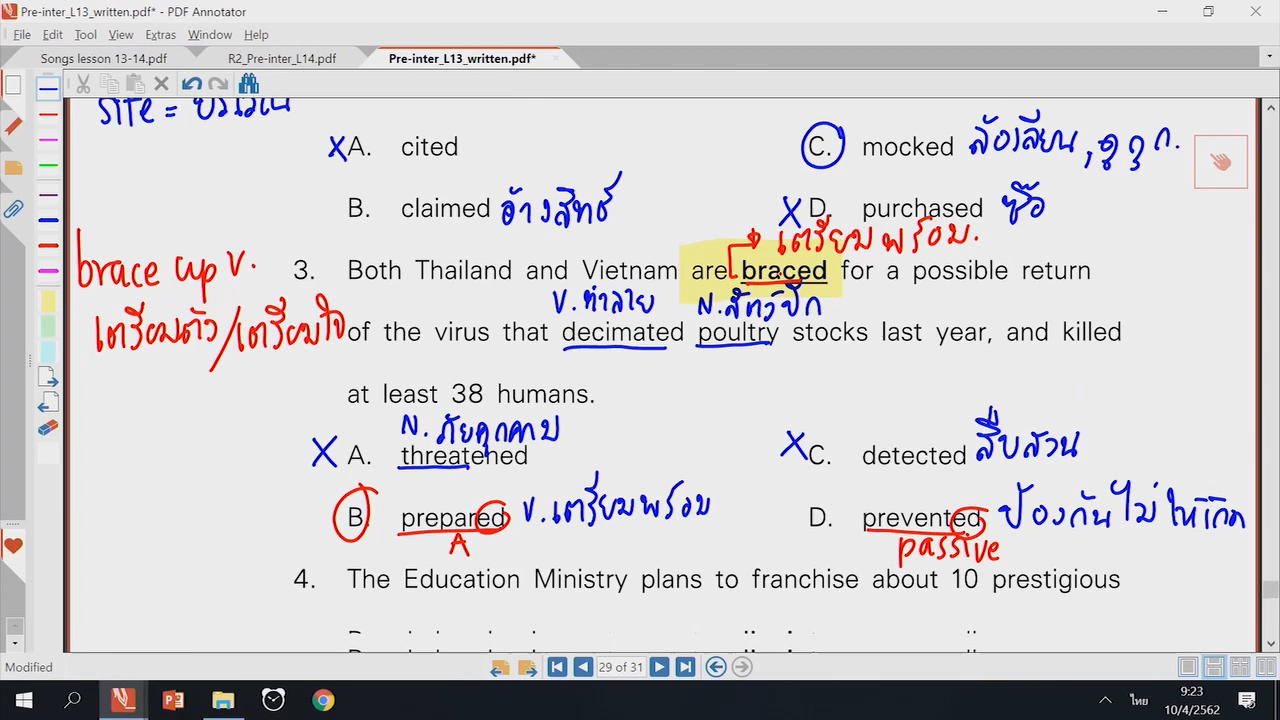 Pre-inter_L13_written.pdf* - PDF Annotator
File Edit Tool View Extras Window Help
Songs lesson 13-14.pdf R2_Pre-inter_L14.pdf Pre-inter_L13_written.pdf*
site =
X A. cited
C. mocked ล้อเลียน, ดูถูก.
B. claimed อ้างสิทธิ์
X D. purchased ซื้อ
เตรียมพร้อม.
brace up v.
เตรียมตัว/เตรียมใจ
3. Both Thailand and Vietnam are braced for a possible return
V. ทำลาย N. สัตว์ปีก
of the virus that decimated poultry stocks last year, and killed
at least 38 humans.
N. ภัยคุกคาม
X A. threatened
X C. detected สืบสวน
B. prepared v. เตรียมพร้อม
A
D. prevented ป้องกันไม่ให้เกิด
passive
4. The Education Ministry plans to franchise about 10 prestigious
Modified
29 of 31
ไทย
9:23
10/4/2562